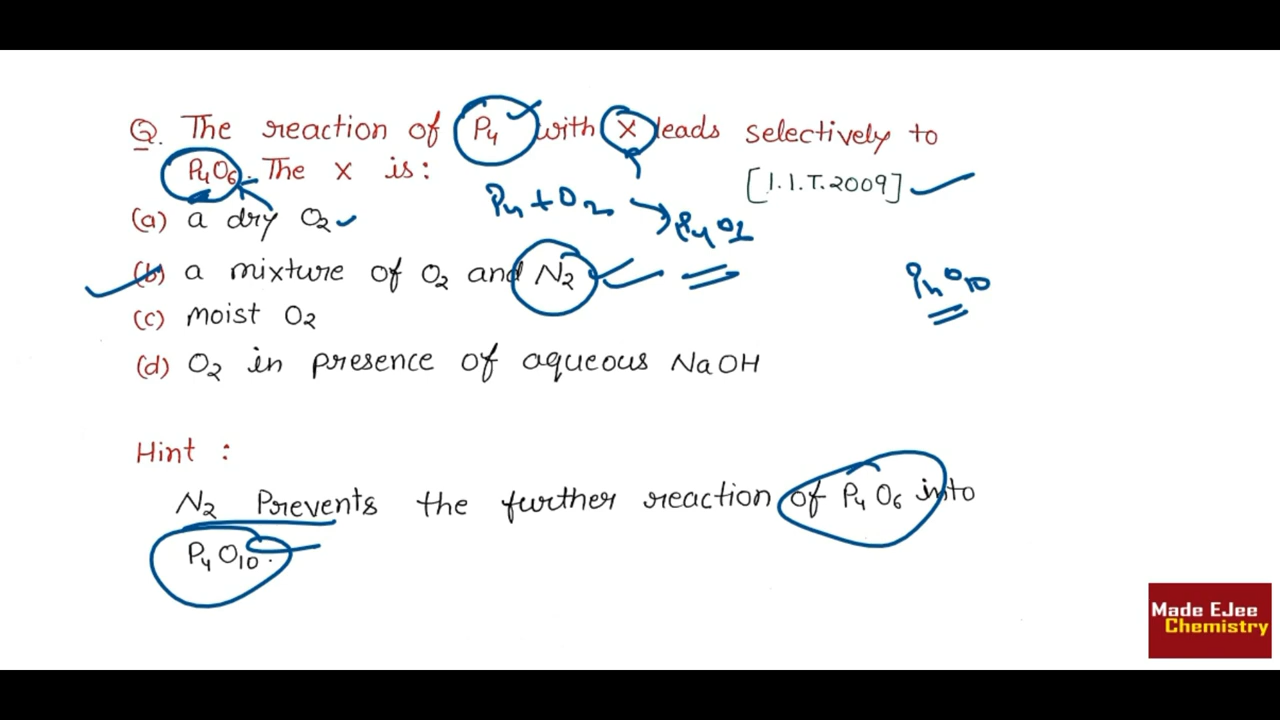 Q. The reaction of P4 with X leads selectively to
P4O6. The X is:
[I.I.T.2009]
P4 + O2 →
(a) a dry O2
(b) a mixture of O2 and N2
P4O10
(c) moist O2
(d) O2 in presence of aqueous NaOH
Hint :
N2 Prevents the further reaction of P4O6 into
P4O10.
Made EJee
Chemistry